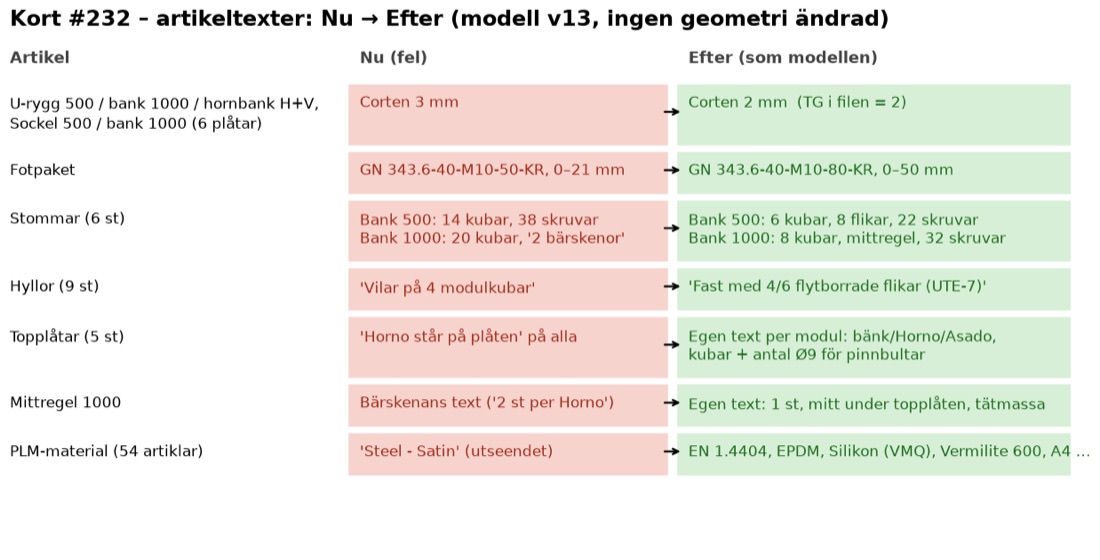 Kort #232 – artikeltexter: Nu → Efter (modell v13, ingen geometri ändrad)
Artikel
Nu (fel)
Efter (som modellen)
U-rygg 500 / bank 1000 / hornbank H+V,
Sockel 500 / bank 1000 (6 plåtar)
Corten 3 mm
→
Corten 2 mm  (TG i filen = 2)
Fotpaket
GN 343.6-40-M10-50-KR, 0–21 mm
→
GN 343.6-40-M10-80-KR, 0–50 mm
Stommar (6 st)
Bank 500: 14 kubar, 38 skruvar
Bank 1000: 20 kubar, '2 bärskenor'
→
Bank 500: 6 kubar, 8 flikar, 22 skruvar
Bank 1000: 8 kubar, mittregel, 32 skruvar
Hyllor (9 st)
'Vilar på 4 modulkubar'
→
'Fast med 4/6 flytborrade flikar (UTE-7)'
Topplåtar (5 st)
'Horno står på plåten' på alla
→
Egen text per modul: bänk/Horno/Asado,
kubar + antal Ø9 för pinnbultar
Mittregel 1000
Bärskenans text ('2 st per Horno')
→
Egen text: 1 st, mitt under topplåten, tätmassa
PLM-material (54 artiklar)
'Steel - Satin' (utseendet)
→
EN 1.4404, EPDM, Silikon (VMQ), Vermilite 600, A4 ...